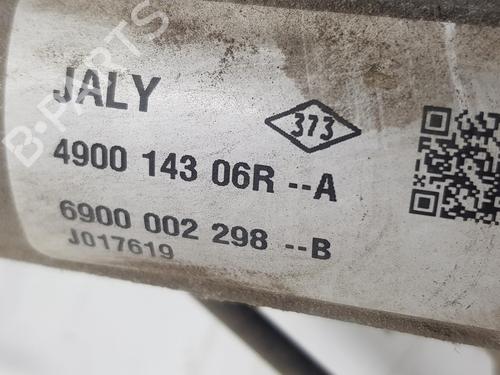 B-PARTS
JALY
373
4900 143 06R --A
6900 002 298 --B
J017619